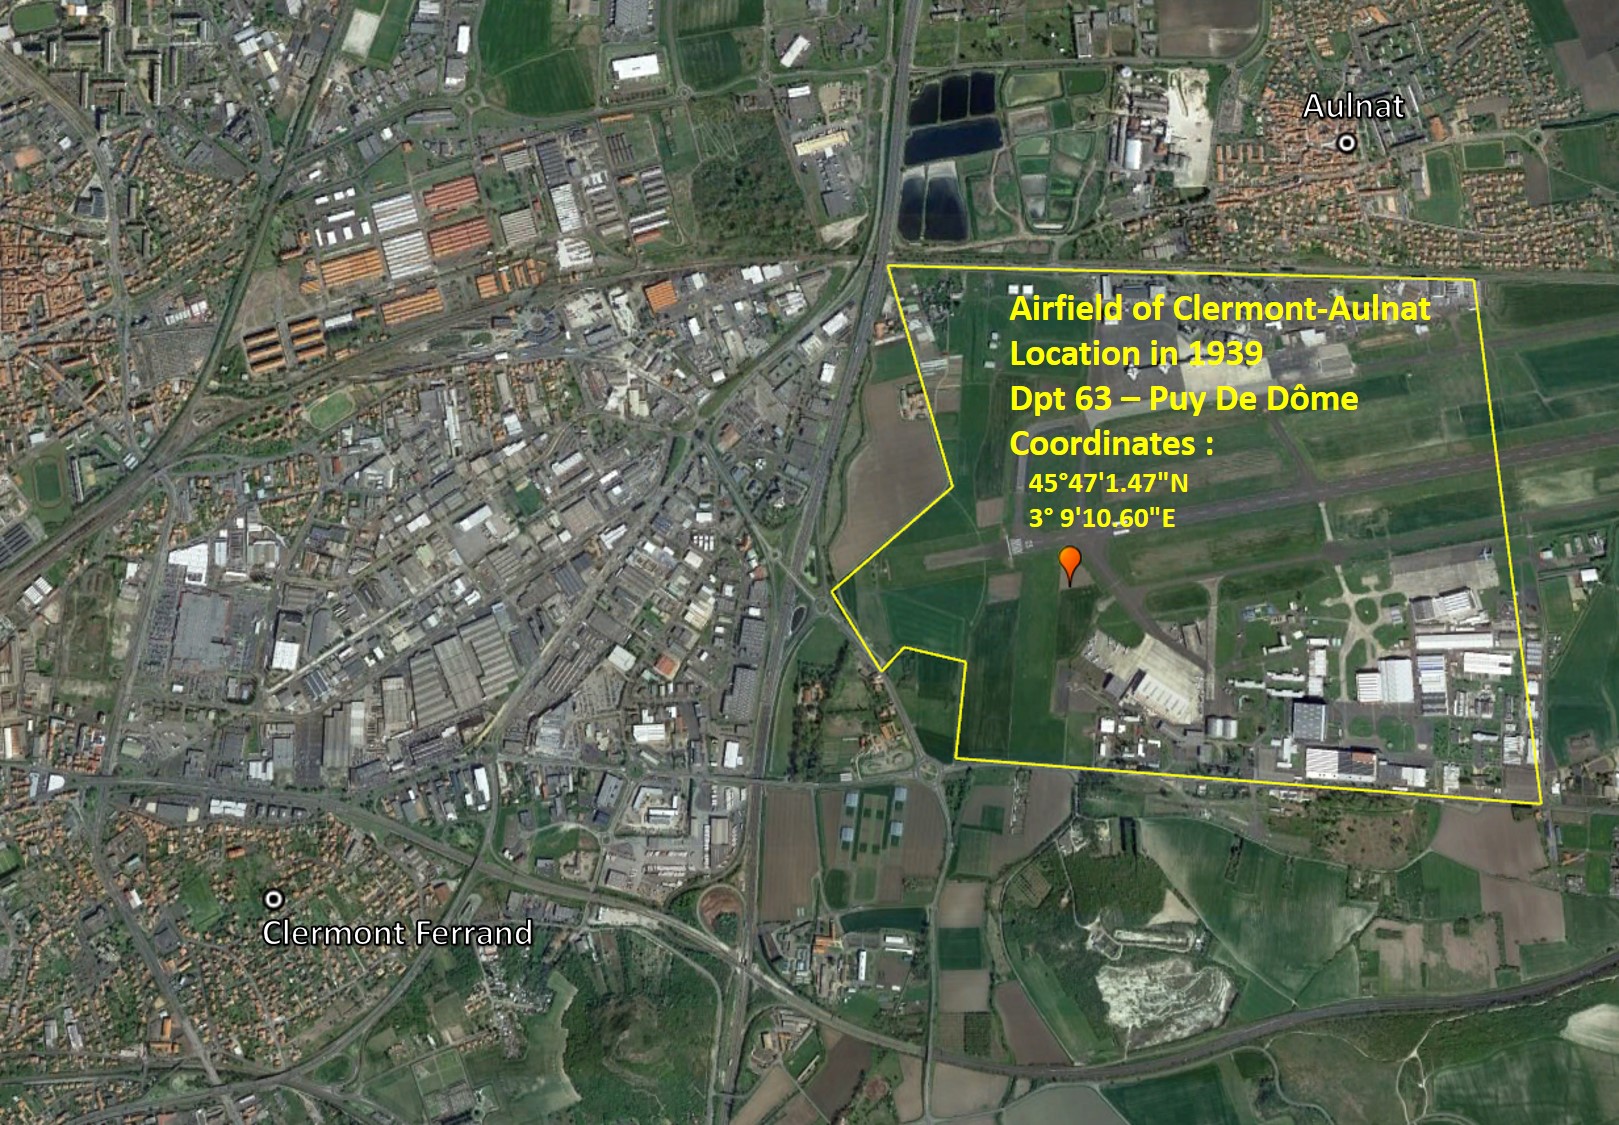 Aulnat
Airfield of Clermont-Aulnat
Location in 1939
Dpt 63 – Puy De Dôme
Coordinates :
45°47'1.47"N
3° 9'10.60"E
Clermont Ferrand